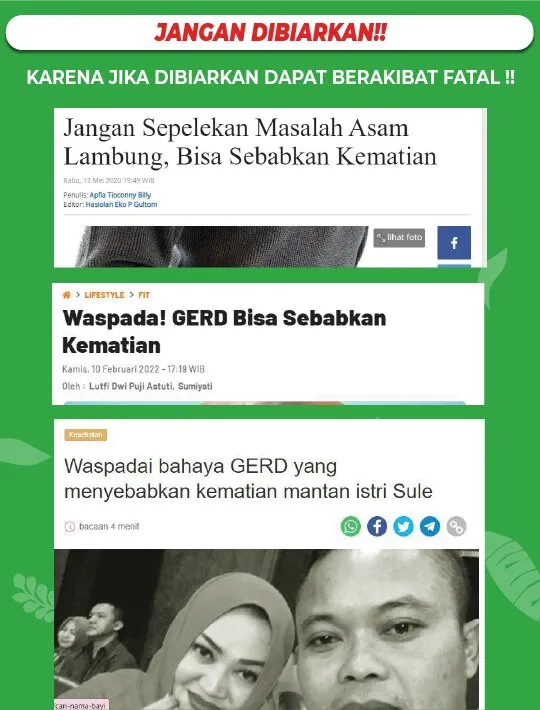 JANGAN DIBIARKAN!!
KARENA JIKA DIBIARKAN DAPAT BERAKIBAT FATAL !!
Jangan Sepelekan Masalah Asam
Lambung, Bisa Sebabkan Kematian
Rabu, 13 Mei 2020 19:49 WIB
Penulis: Apfia Tioconny Billy
Editor: Hasiolan Eko P Gultom
lihat foto
LIFESTYLE > FIT
Waspada! GERD Bisa Sebabkan
Kematian
Kamis, 10 Februari 2022 - 17:19 WIB
Oleh : Lutfi Dwi Puji Astuti, Sumiyati
Kesehatan
Waspadai bahaya GERD yang
menyebabkan kematian mantan istri Sule
bacaan 4 menit
cari-nama-bayi